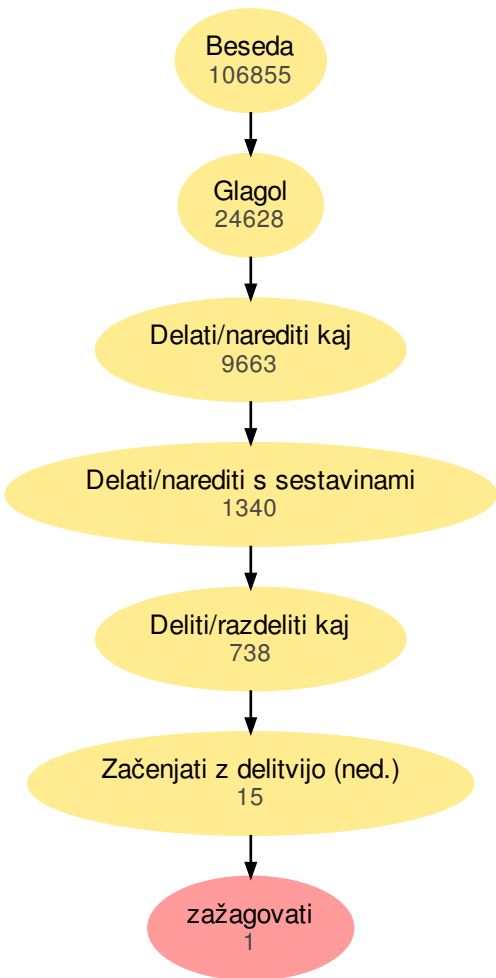 Beseda
106855
Glagol
24628
Delati/narediti kaj
9663
Delati/narediti s sestavinami
1340
Deliti/razdeliti kaj
738
Začenjati z delitvijo (ned.)
15
zažagovati
1